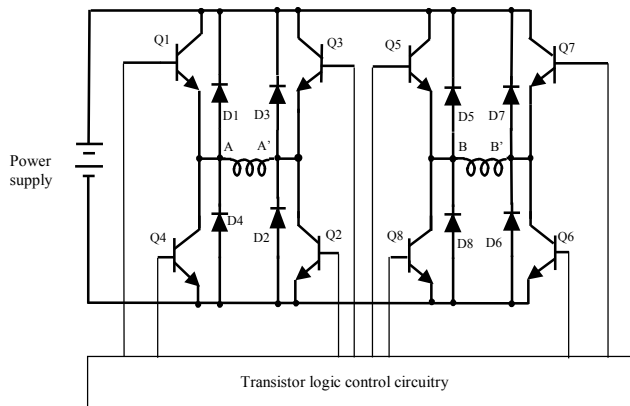 Q1
Q3
Q5
Q7
D1
D3
D5
D7
A
A’
B
B’
Power
supply
Q4
D4
D2
Q2
Q8
D8
D6
Q6
Transistor logic control circuitry